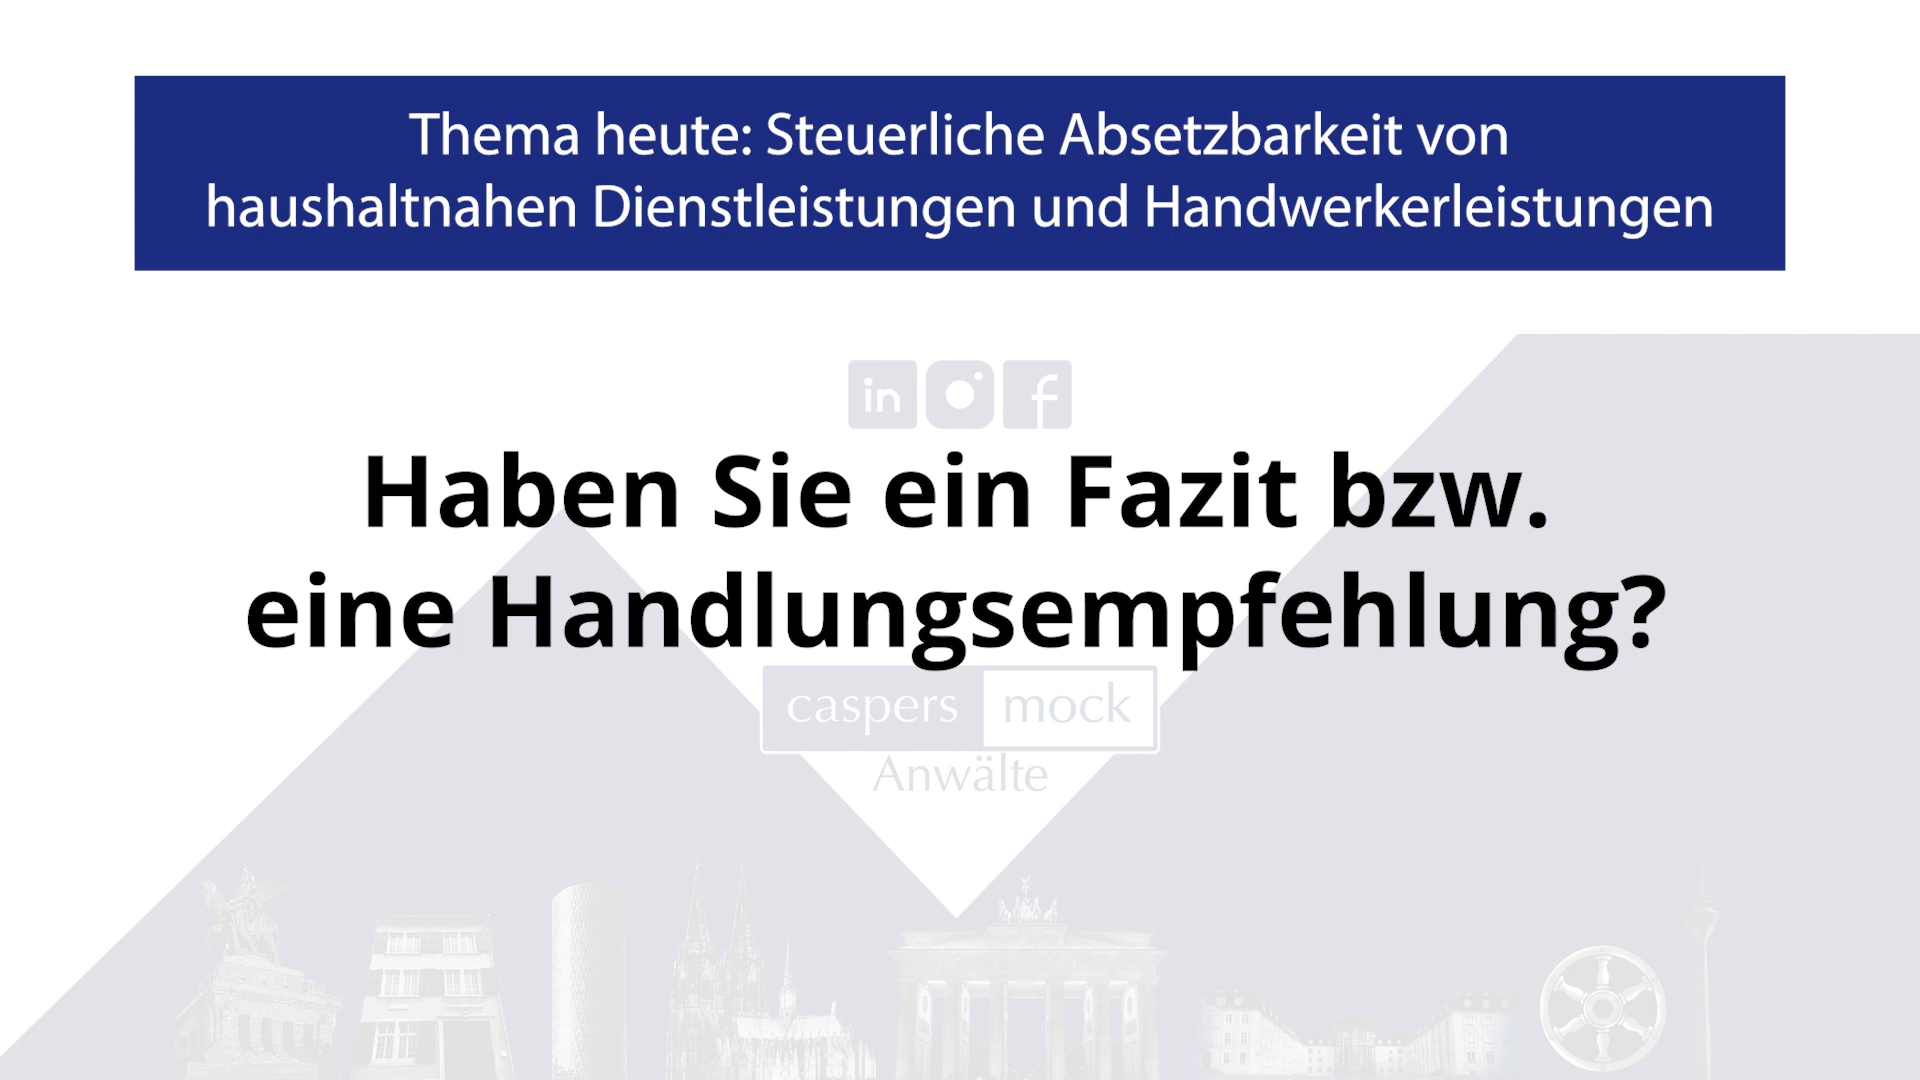 Thema heute: Steuerliche Absetzbarkeit von
haushaltnahen Dienstleistungen und Handwerkerleistungen
in f
Haben Sie ein Fazit bzw.
eine Handlungsempfehlung?
caspers mock
Anwälte